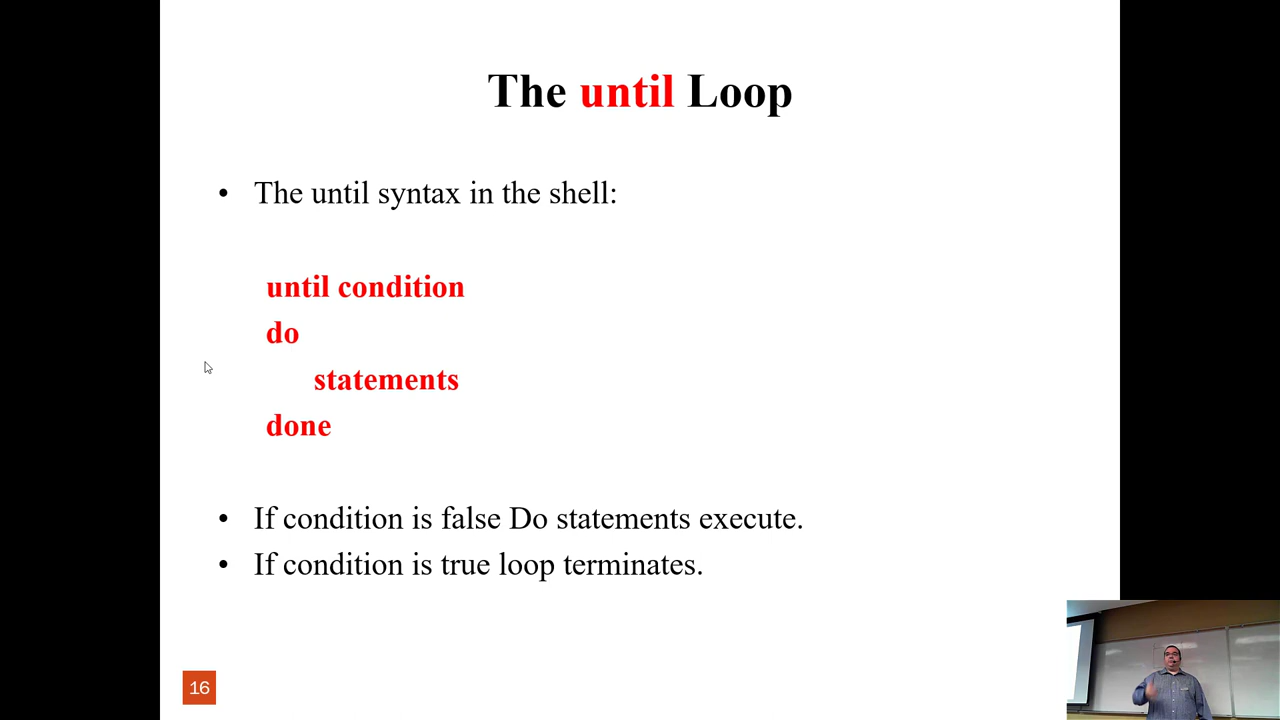 The until Loop
• The until syntax in the shell:
until condition
do
statements
done
• If condition is false Do statements execute.
• If condition is true loop terminates.
16